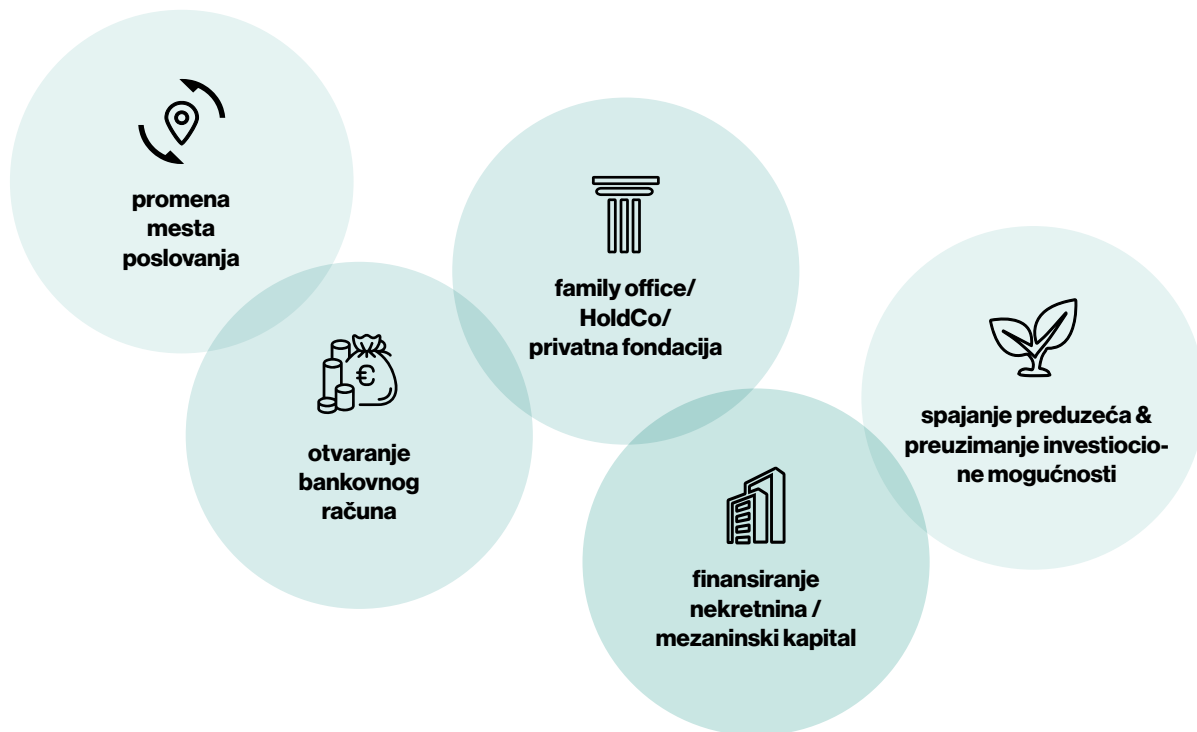 promena
mesta
poslovanja
otvaranje
bankovnog
računa
€
family office/
HoldCo/
privatna fondacija
finansiranje
nekretnina /
mezaninski kapital
spajanje preduzeća &
preuzimanje investiocio-
ne mogućnosti